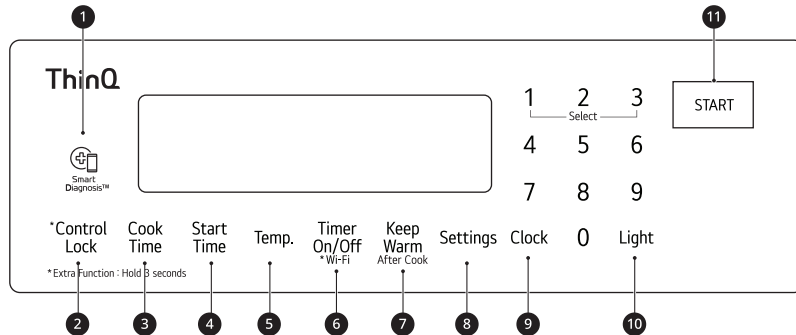 1
11
ThinQ
1 2 3
Select
START
4 5 6
Smart
Diagnosis™
7 8 9
*Control
Lock
Cook
Time
Start
Time
Temp.
Timer
On/Off
*Wi-Fi
Keep
Warm
After Cook
Settings
Clock
0
Light
*Extra Function : Hold 3 seconds
2 3 4 5 6 7 8 9 10